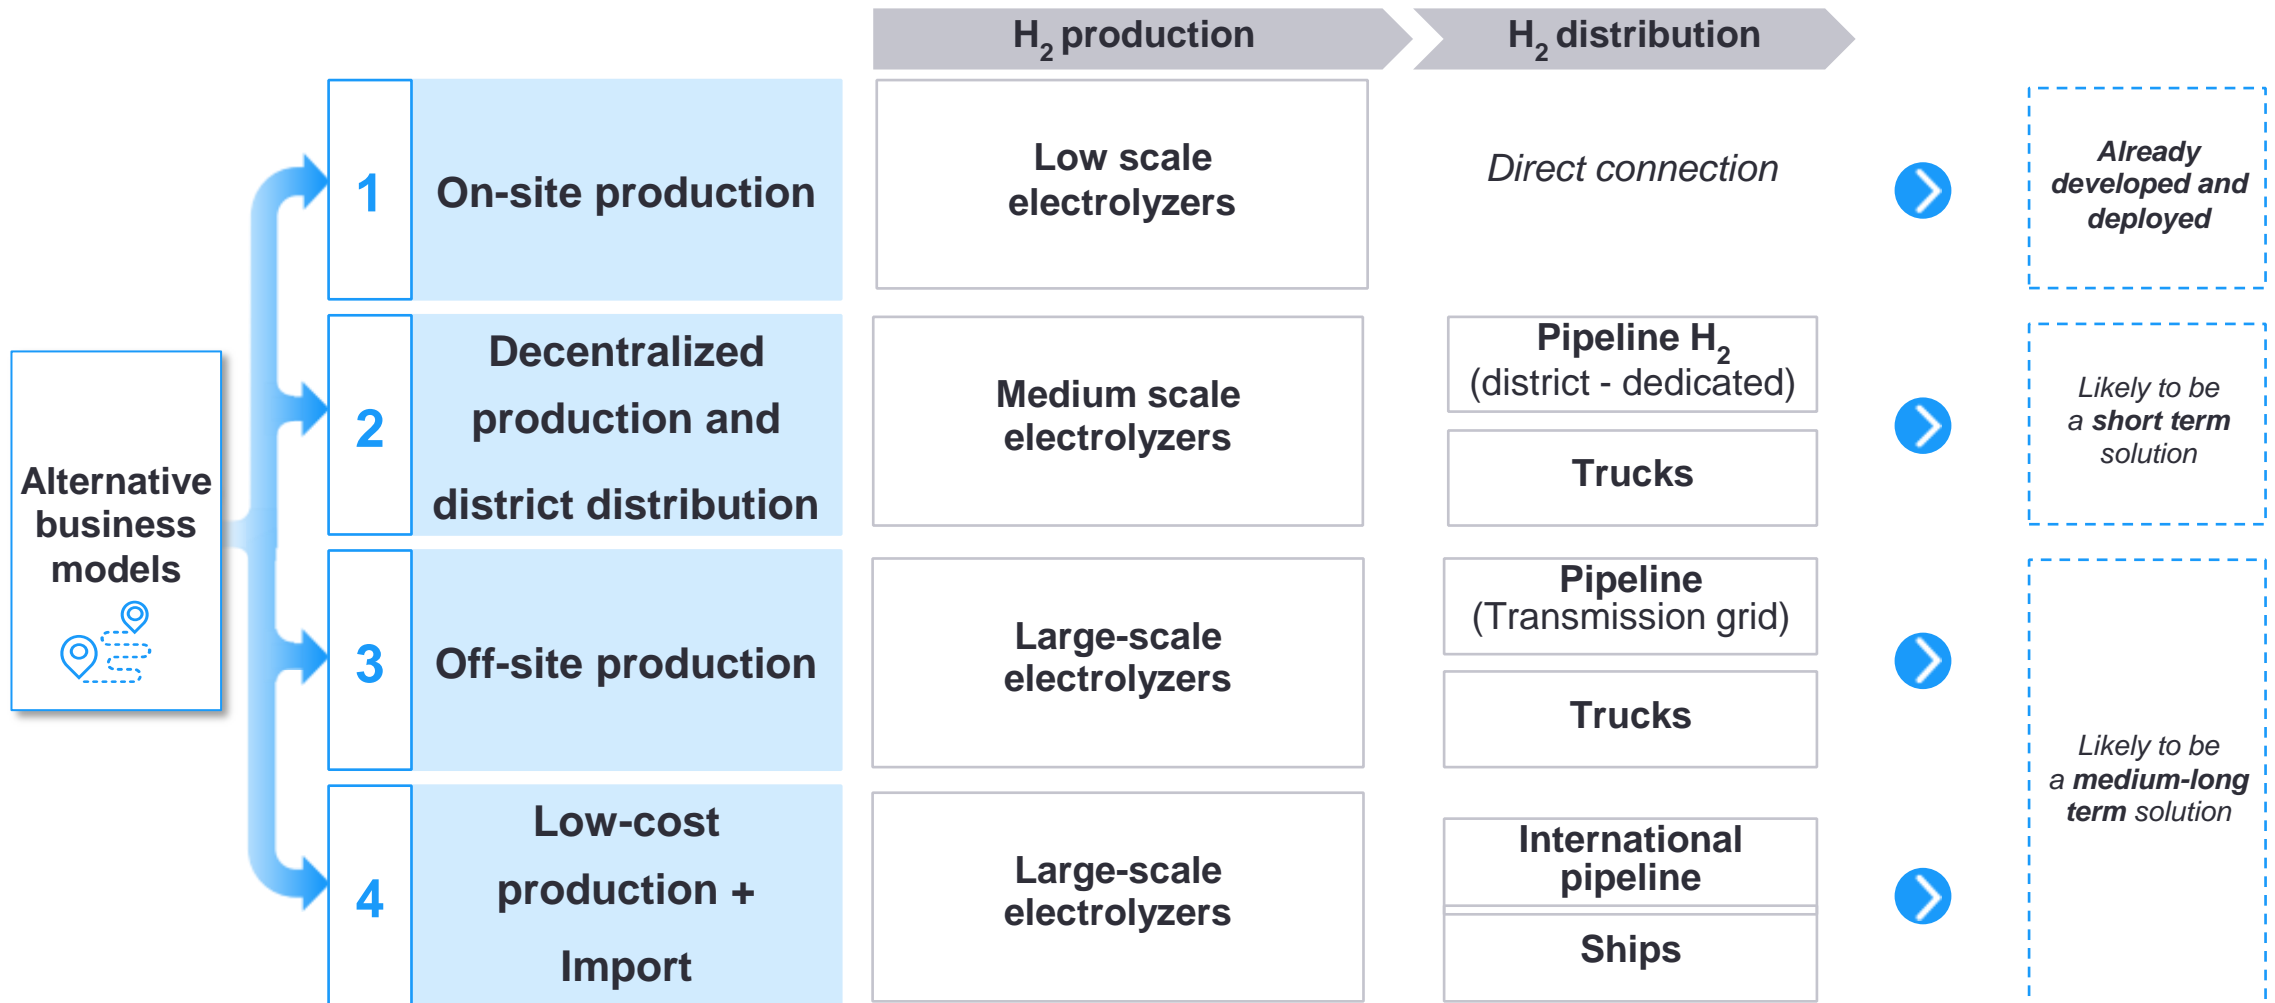 H2 production
H2 distribution
Alternative
business
models
1
On-site production
Low scale
electrolyzers
Direct connection
Already
developed and
deployed
2
Decentralized
production and
district distribution
Medium scale
electrolyzers
Pipeline H2
(district - dedicated)
Trucks
Likely to be
a short term
solution
3
Off-site production
Large-scale
electrolyzers
Pipeline
(Transmission grid)
Trucks
Likely to be
a medium-long
term solution
4
Low-cost
production +
Import
Large-scale
electrolyzers
International
pipeline
Ships